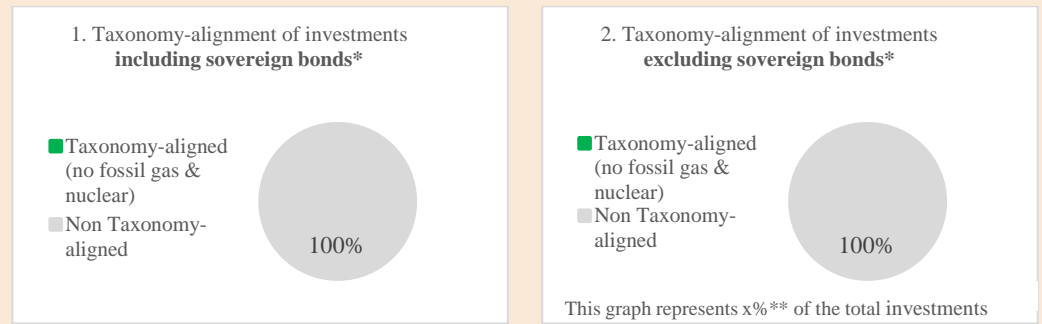 1. Taxonomy-alignment of investments
including sovereign bonds*
Taxonomy-aligned
(no fossil gas &
nuclear)
Non Taxonomy-
aligned
100%
2. Taxonomy-alignment of investments
excluding sovereign bonds*
Taxonomy-aligned
(no fossil gas &
nuclear)
Non Taxonomy-
aligned
100%
This graph represents x%** of the total investments